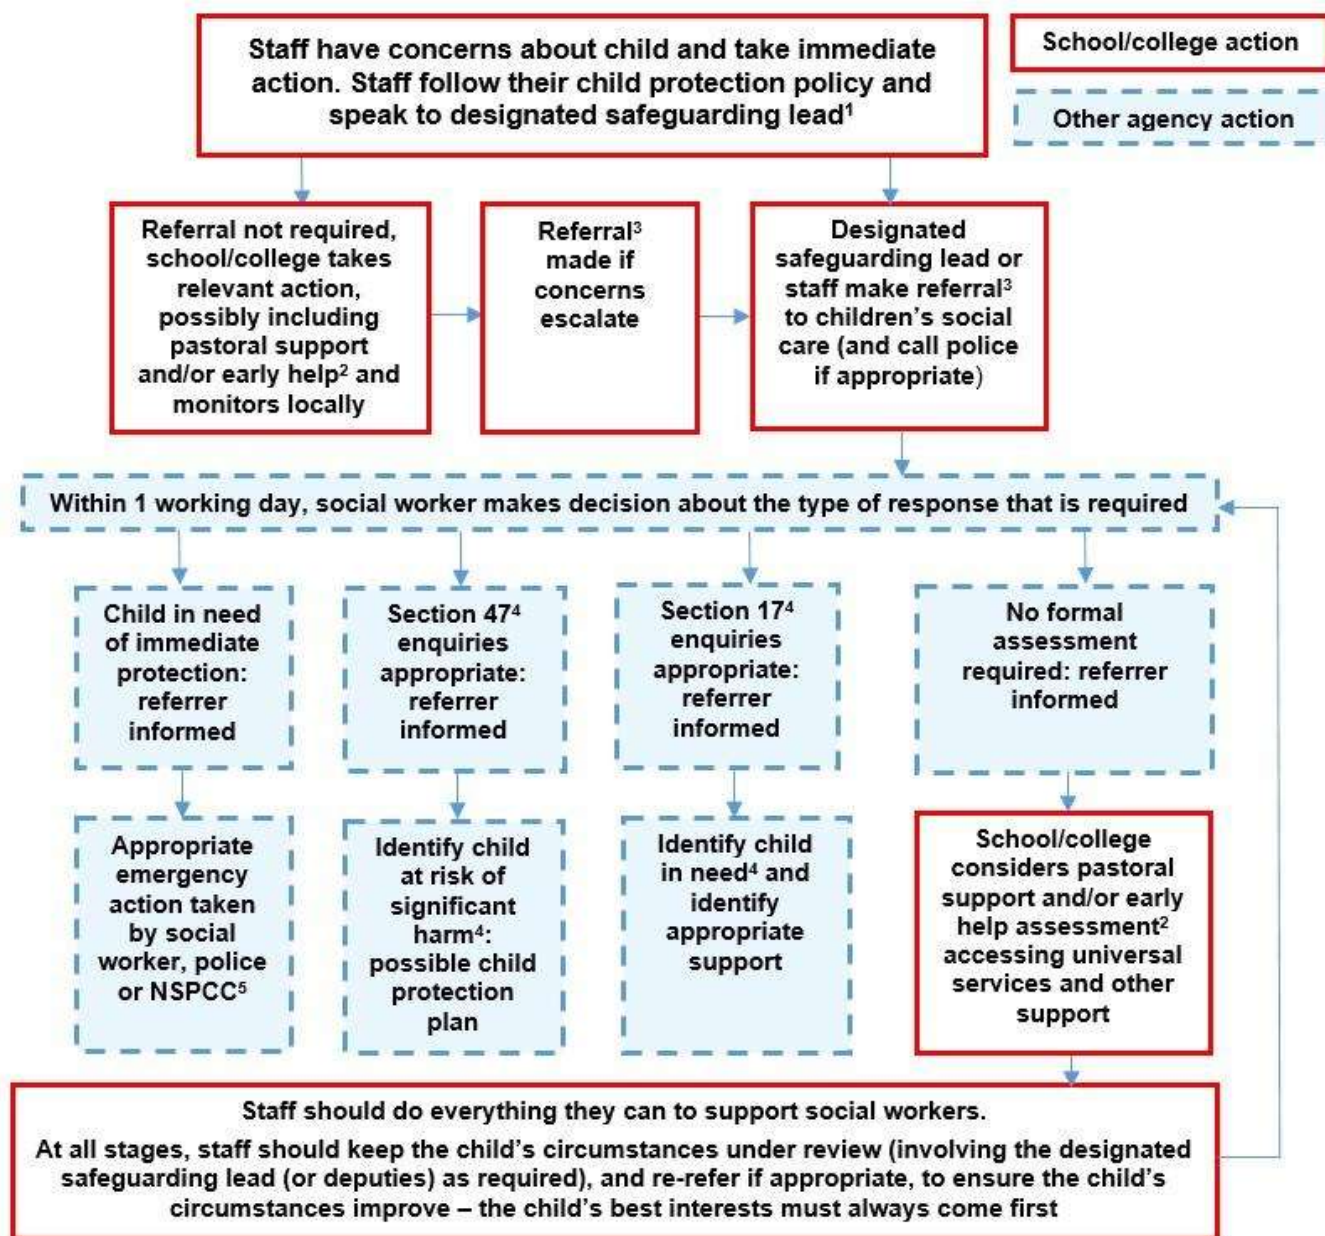 Staff have concerns about child and take immediate
action. Staff follow their child protection policy and
speak to designated safeguarding lead¹
School/college action
Other agency action
Referral not required,
school/college takes
relevant action,
possibly including
pastoral support
and/or early help² and
monitors locally
Referral³
made if
concerns
escalate
Designated
safeguarding lead or
staff make referral³
to children’s social
care (and call police
if appropriate)
Within 1 working day, social worker makes decision about the type of response that is required
Child in need
of immediate
protection:
referrer
informed
Section 47⁴
enquiries
appropriate:
referrer
informed
Section 17⁴
enquiries
appropriate:
referrer
informed
No formal
assessment
required: referrer
informed
Appropriate
emergency
action taken
by social
worker, police
or NSPCC⁵
Identify child
at risk of
significant
harm⁴:
possible child
protection
plan
Identify child
in need⁴ and
identify
appropriate
support
School/college
considers pastoral
support and/or early
help assessment²
accessing universal
services and other
support
Staff should do everything they can to support social workers.
At all stages, staff should keep the child’s circumstances under review (involving the designated
safeguarding lead (or deputies) as required), and re-refer if appropriate, to ensure the child’s
circumstances improve – the child’s best interests must always come first